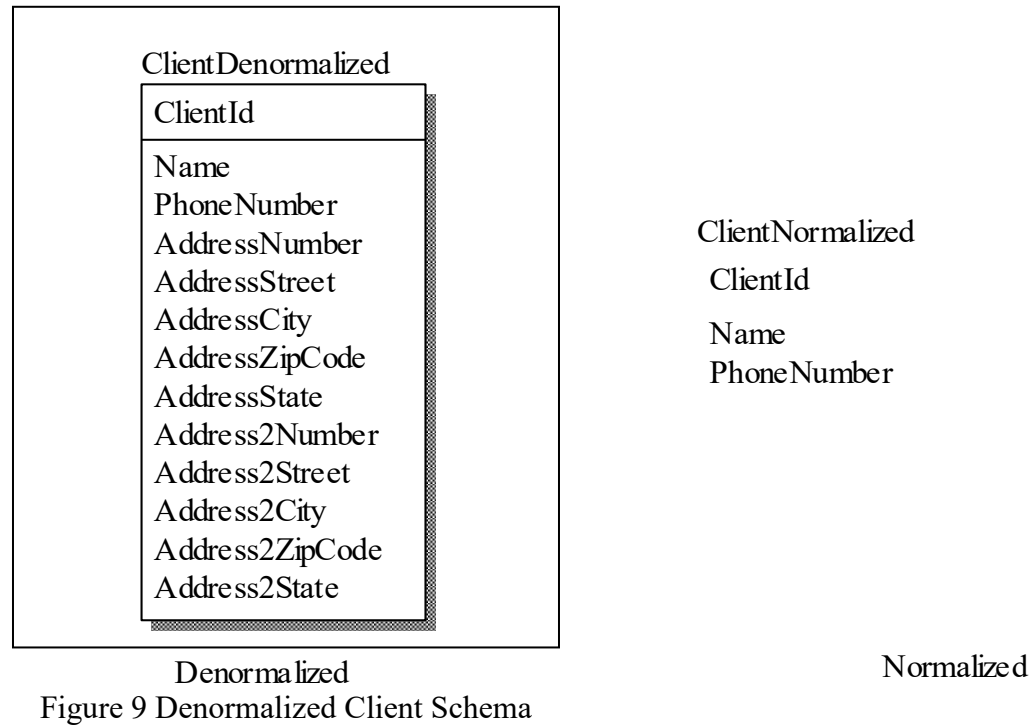 ClientDenormalized
ClientId
Name
PhoneNumber
AddressNumber
AddressStreet
AddressCity
AddressZipCode
AddressState
Address2Number
Address2Street
Address2City
Address2ZipCode
Address2State
Denormalized
Figure 9 Denormalized Client Schema
ClientNormalized
ClientId
Name
PhoneNumber
Normalized